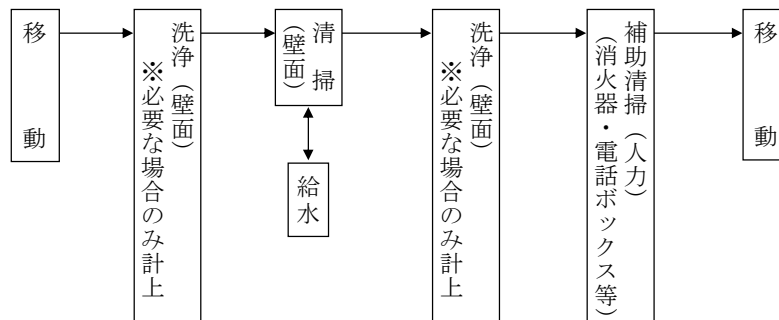 移動
洗浄（壁面）
※必要な場合のみ計上
清掃
（壁面）
給水
洗浄（壁面）
※必要な場合のみ計上
補助清掃（人力）
（消火器・電話ボックス等）
移動